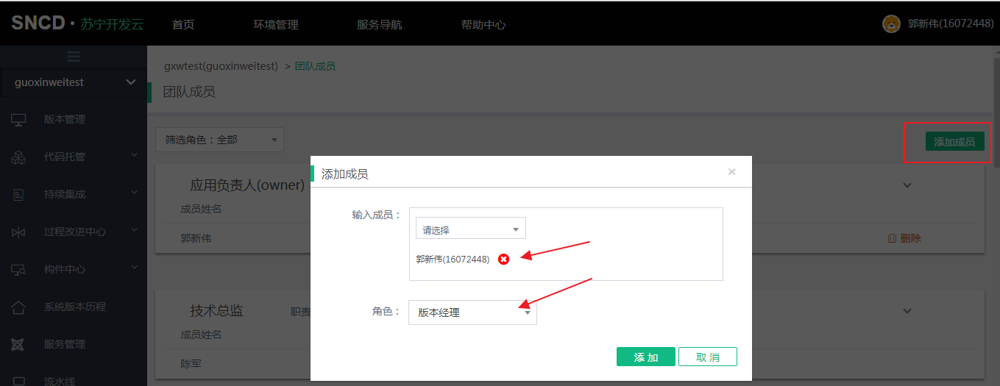 SNCD · 苏宁开发云 首页 环境管理 服务导航 帮助中心 郭新伟(16072448)
guoxinweitest
版本管理
代码托管
持续集成
过程改进中心
构件中心
系统版本历程
服务管理
流水线
gxwtest(guoxinweitest) > 团队成员
团队成员
筛选角色：全部
添加成员
应用负责人(owner)
成员姓名
郭新伟 删除
技术总监 职责
成员姓名
陈军
添加成员 ×
输入成员：
请选择
郭新伟(16072448)
角色： 版本经理
添加 取消